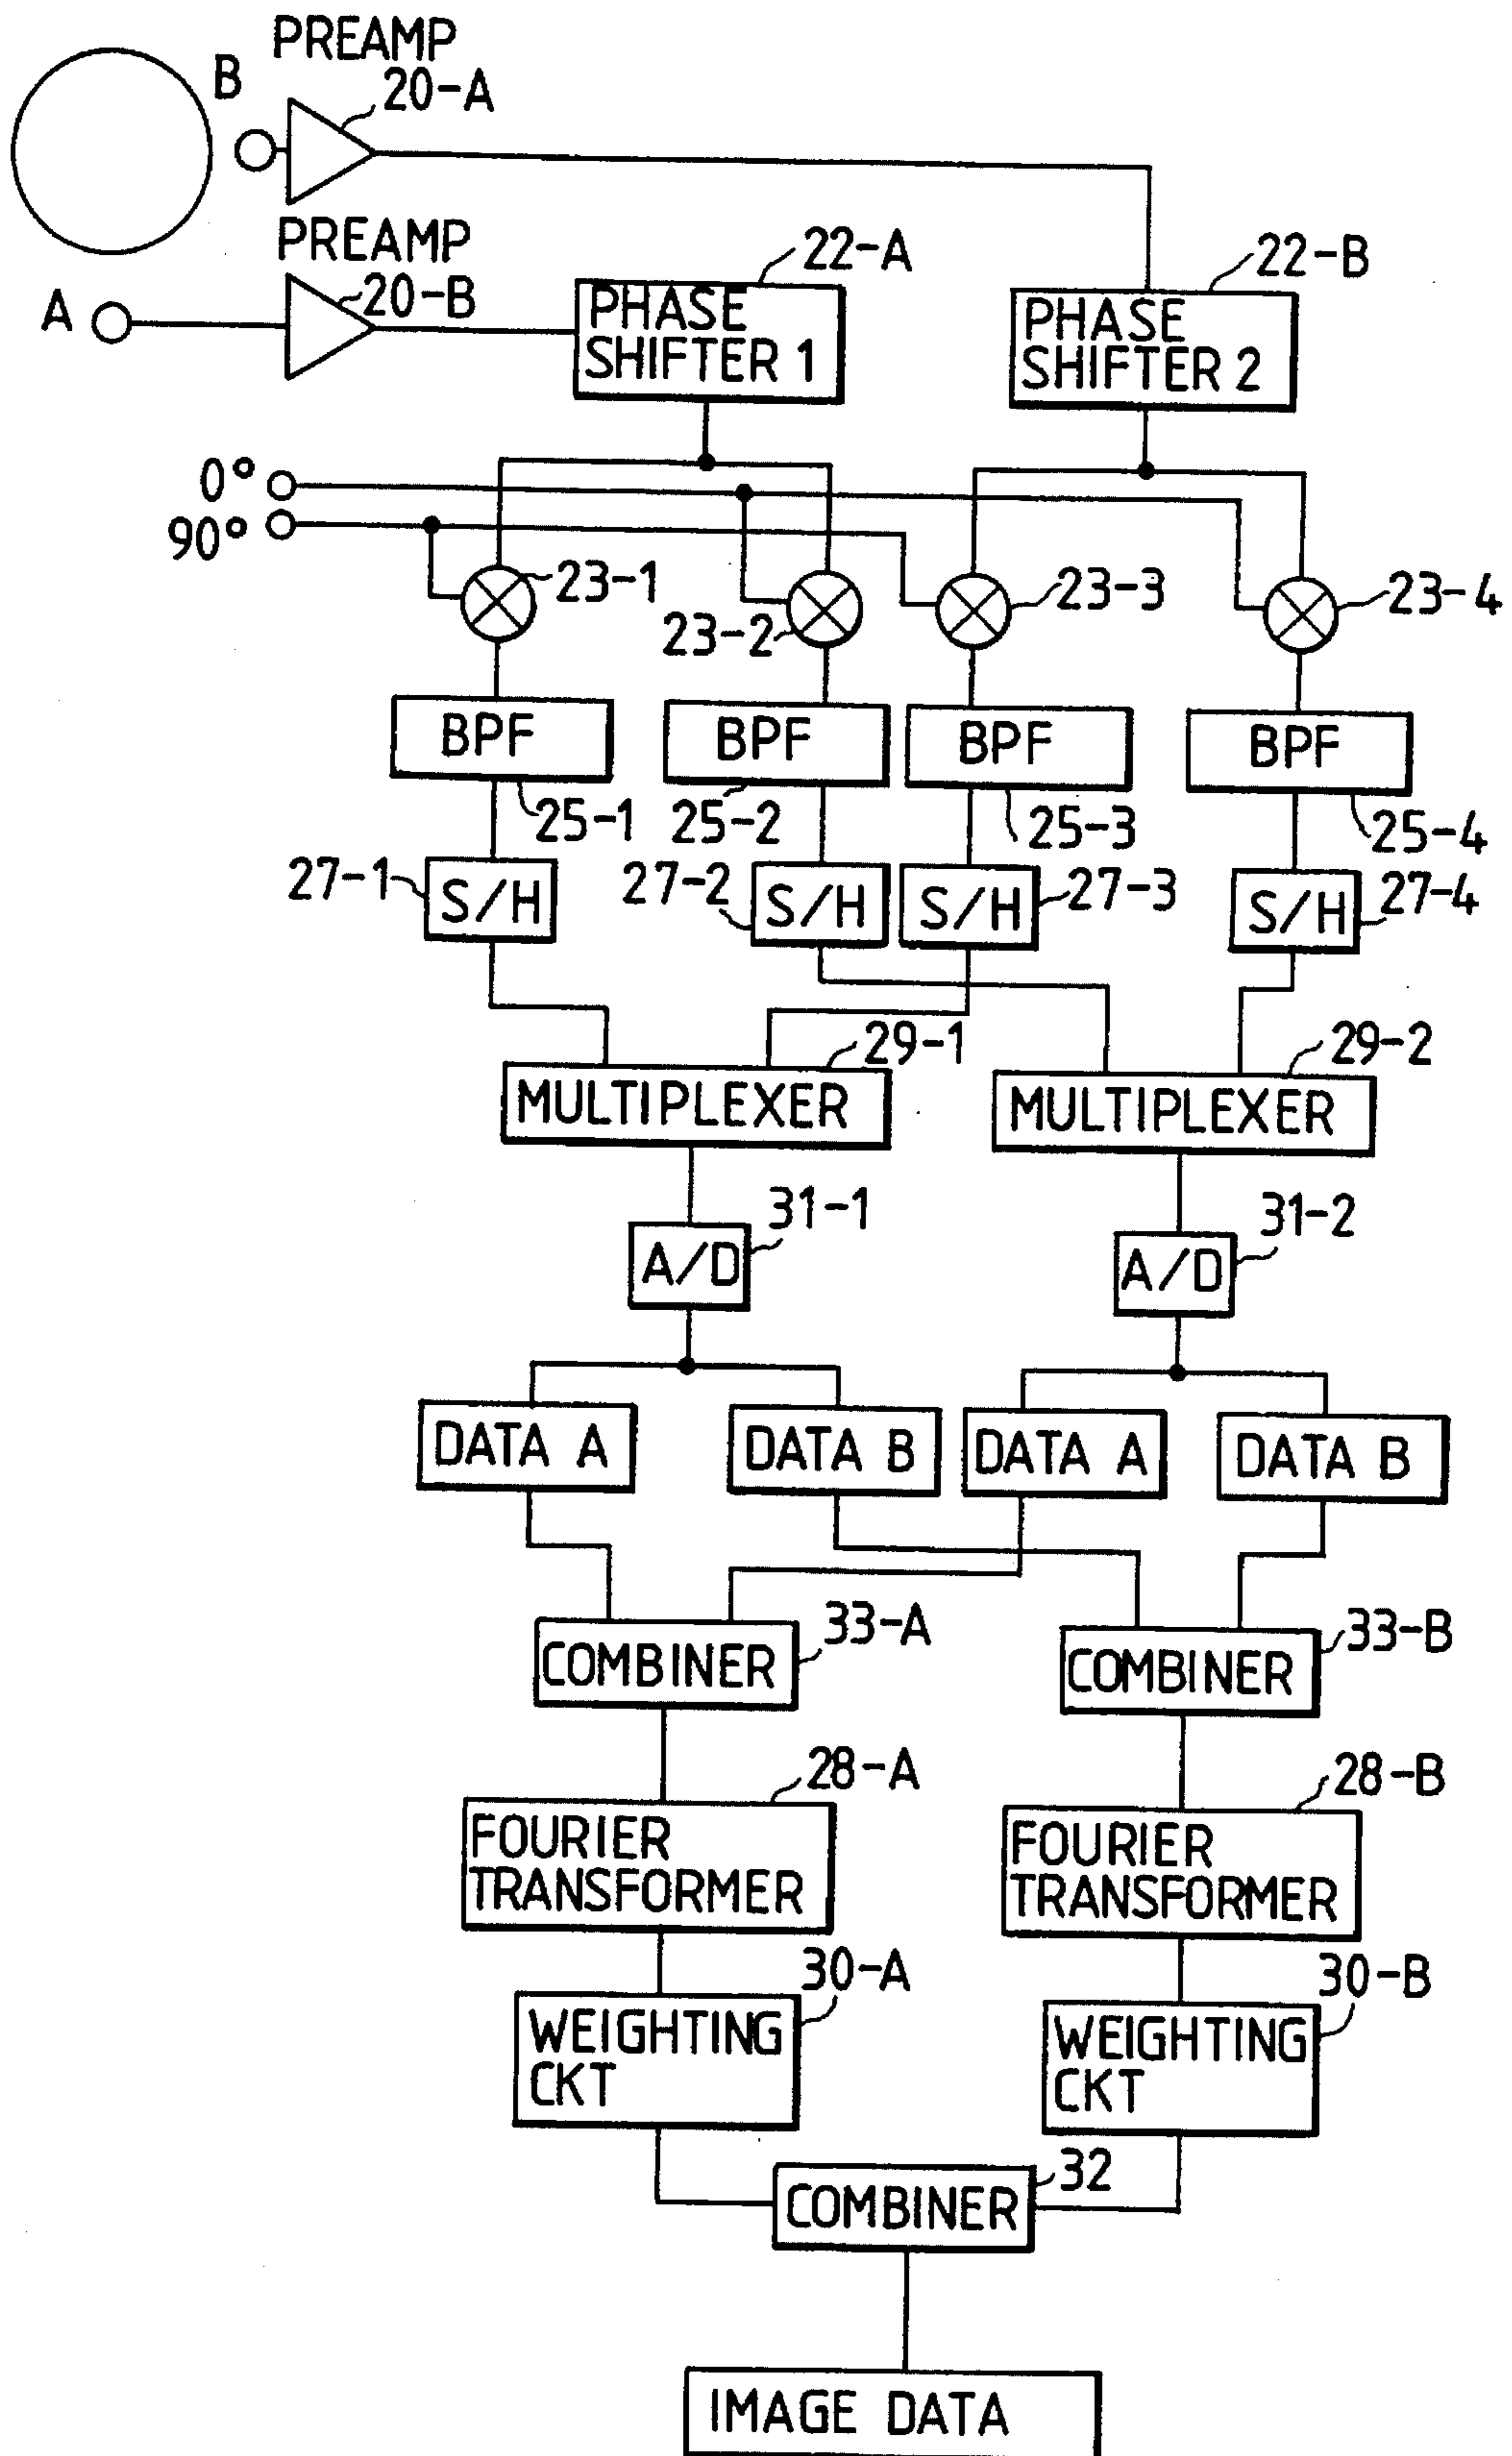 PREAMP
B
20-A
PREAMP
22-A
22-B
A
20-B
PHASE
SHIFTER 1
PHASE
SHIFTER 2
0°
90°
23-1
23-2
23-3
23-4
BPF
BPF
BPF
BPF
25-1
25-2
25-3
25-4
27-1
S/H
27-2
S/H
S/H
27-3
S/H
27-4
29-1
29-2
MULTIPLEXER
MULTIPLEXER
31-1
31-2
A/D
A/D
DATA A
DATA B
DATA A
DATA B
33-A
33-B
COMBINER
COMBINER
28-A
28-B
FOURIER
TRANSFORMER
FOURIER
TRANSFORMER
30-A
30-B
WEIGHTING
CKT
WEIGHTING
CKT
32
COMBINER
IMAGE DATA